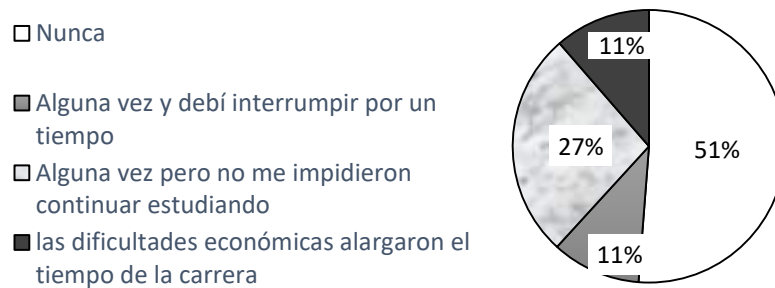 Nunca
Alguna vez y debí interrumpir por un
tiempo
Alguna vez pero no me impidieron
continuar estudiando
las dificultades económicas alargaron el
tiempo de la carrera
11%
27%
51%
11%